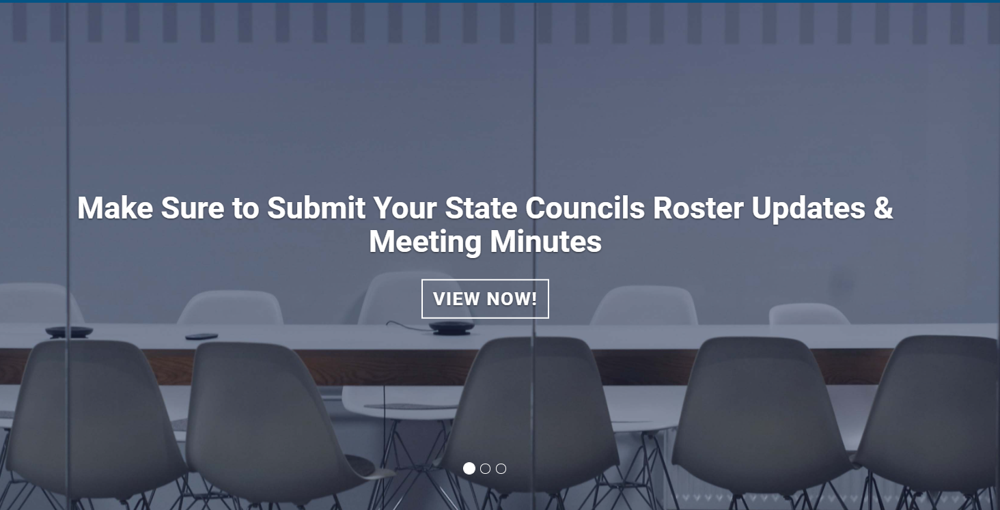 Make Sure to Submit Your State Councils Roster Updates &
Meeting Minutes
VIEW NOW!